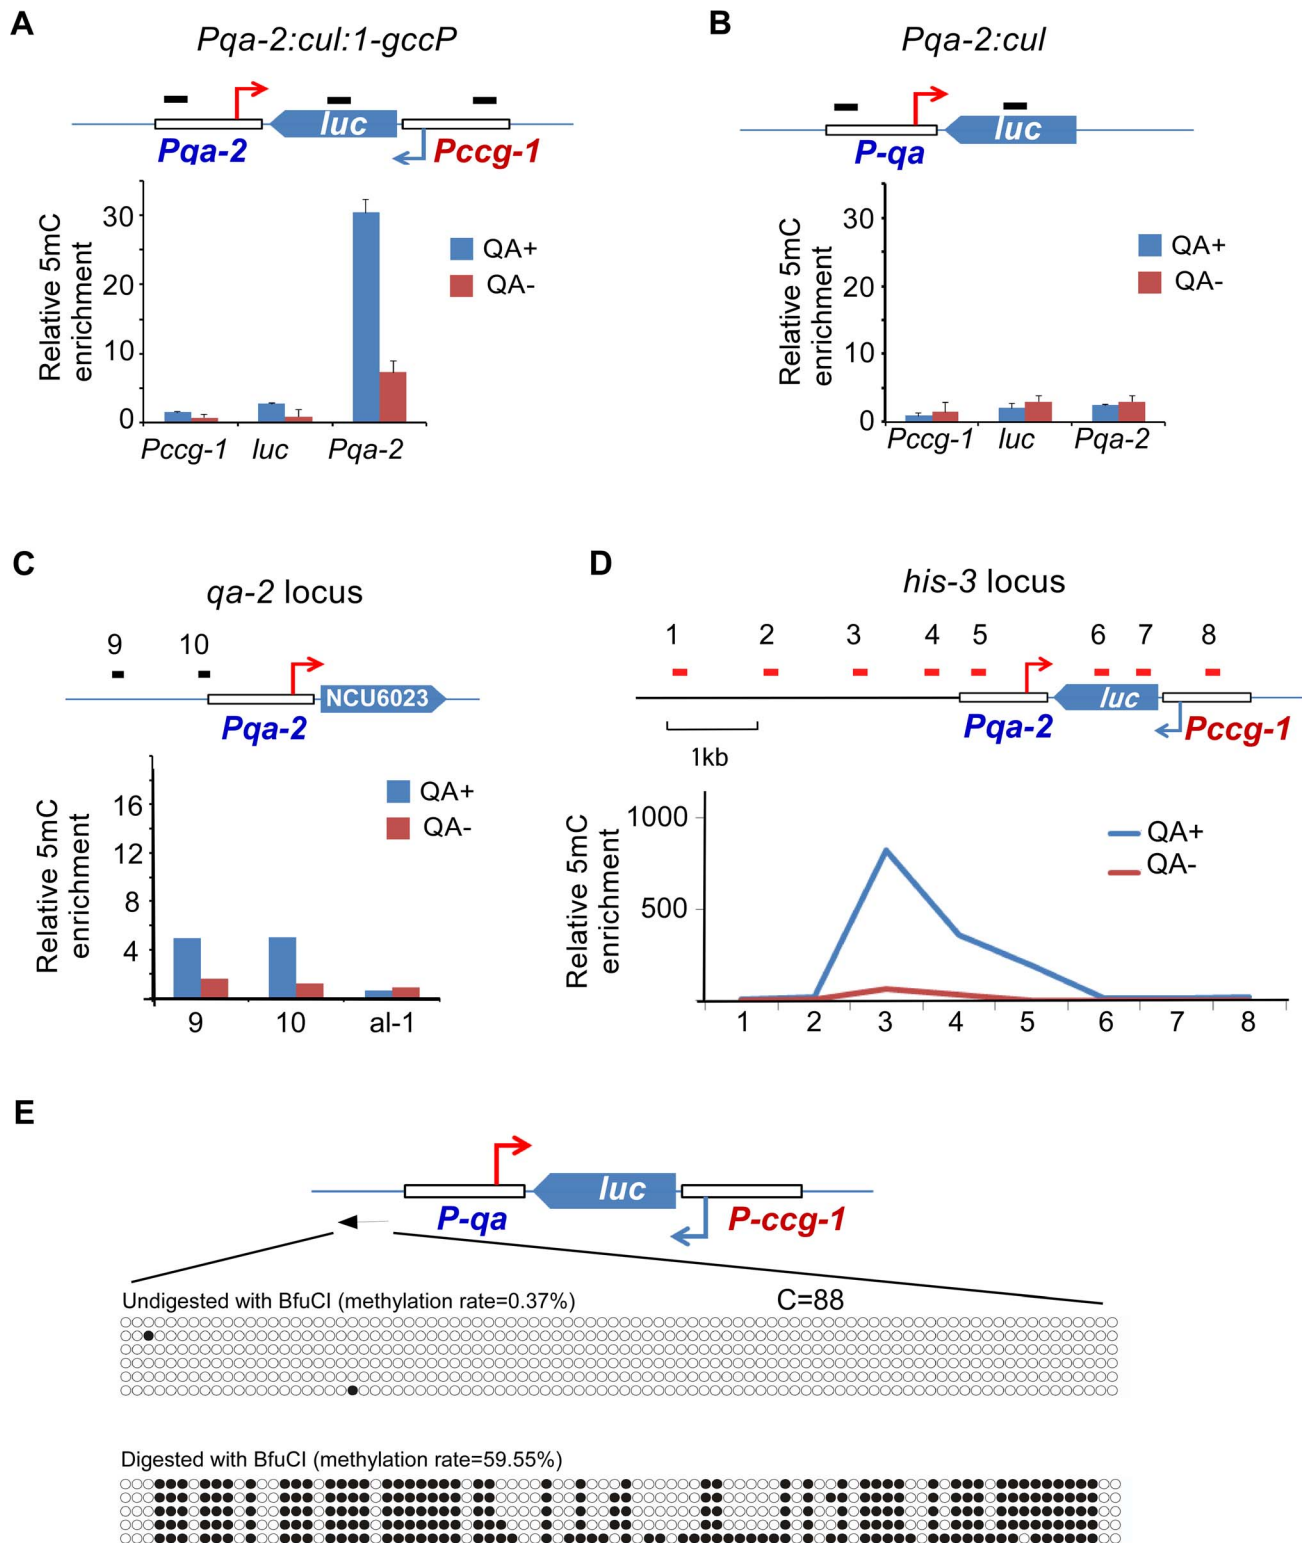 A
Pqa-2:cul:1-gccP
luc
Pqa-2
Pccg-1
Relative 5mC
enrichment
30
20
10
0
QA+
QA-
Pccg-1
luc
Pqa-2
B
Pqa-2:cul
luc
P-qa
Relative 5mC
enrichment
30
20
10
0
QA+
QA-
Pccg-1
luc
Pqa-2
C
qa-2 locus
9
10
NCU6023
Pqa-2
Relative 5mC
enrichment
16
12
8
4
QA+
QA-
9
10
al-1
D
his-3 locus
1 2 3 4 5 6 7 8
luc
Pqa-2
Pccg-1
1kb
Relative 5mC
enrichment
1000
500
QA+
QA-
1 2 3 4 5 6 7 8
E
luc
P-qa
P-ccg-1
Undigested with BfuCI (methylation rate=0.37%)
C=88
Digested with BfuCI (methylation rate=59.55%)